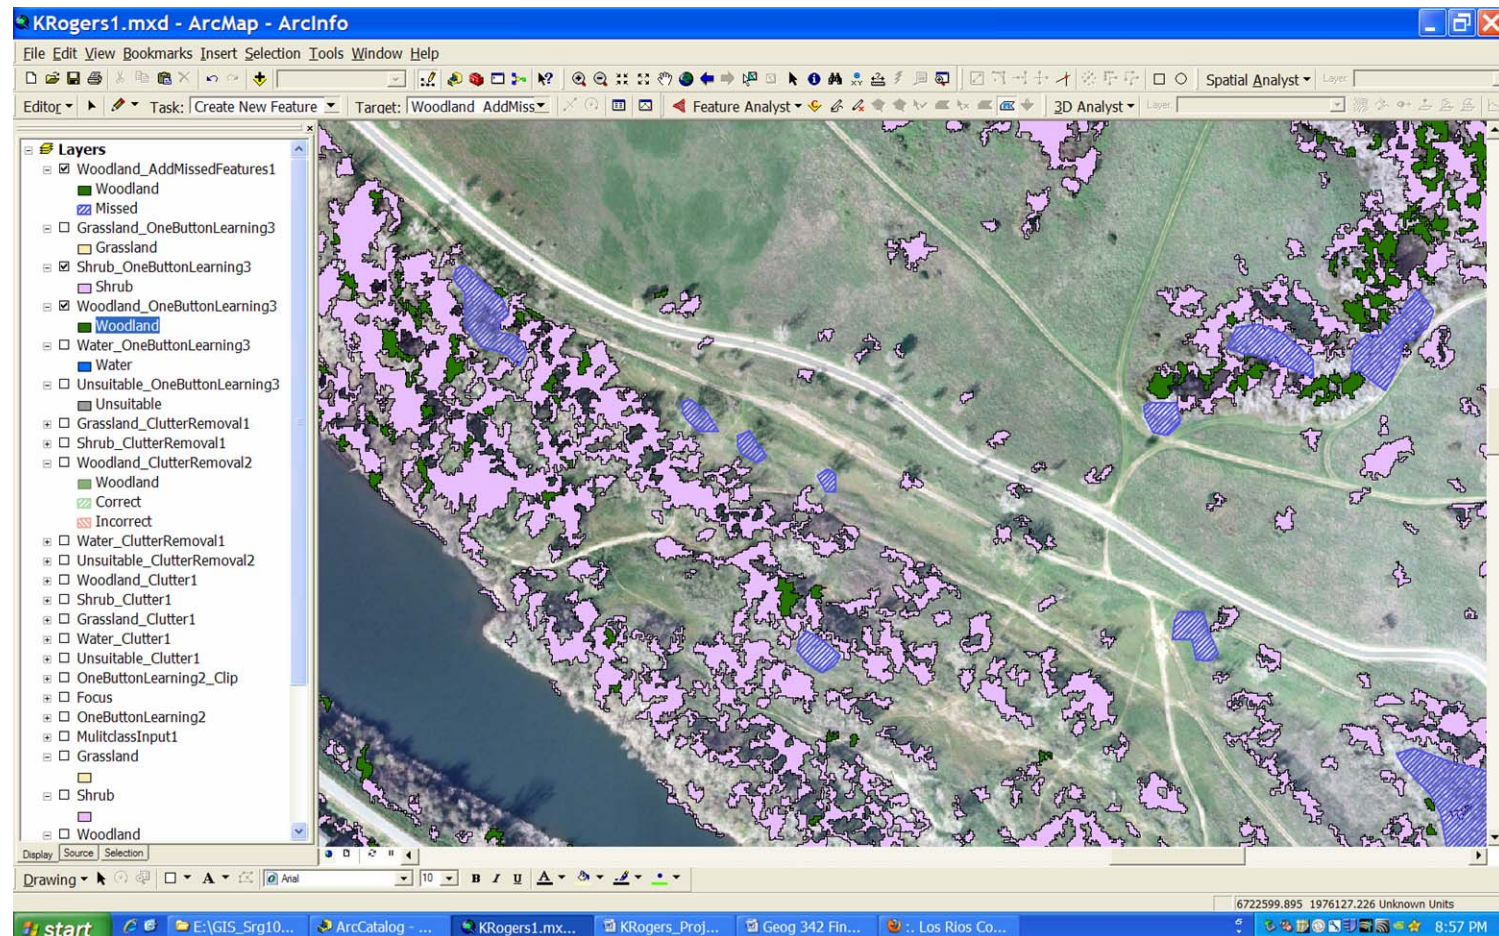 KRogers1.mxd - ArcMap - ArcInfo
File Edit View Bookmarks Insert Selection Tools Window Help
Spatial Analyst Layer:
Editor Task: Create New Feature Target: Woodland_AddMiss Feature Analyst 3D Analyst Layer:
Layers
Woodland_AddMissedFeatures1
Woodland
Missed
Grassland_OneButtonLearning3
Grassland
Shrub_OneButtonLearning3
Shrub
Woodland_OneButtonLearning3
Woodland
Water_OneButtonLearning3
Water
Unsuitable_OneButtonLearning3
Unsuitable
Grassland_ClutterRemoval1
Shrub_ClutterRemoval1
Woodland_ClutterRemoval2
Woodland
Correct
Incorrect
Water_ClutterRemoval1
Unsuitable_ClutterRemoval2
Woodland_Clutter1
Shrub_Clutter1
Grassland_Clutter1
Water_Clutter1
Unsuitable_Clutter1
OneButtonLearning2_Clip
Focus
OneButtonLearning2
MulitclassInput1
Grassland
Shrub
Woodland
Display Source Selection
Drawing A Arial 10 B I U A
6722599.895 1976127.226 Unknown Units
start E:\GIS_Srg10... ArcCatalog - ... KRogers1.mx... KRogers_Proj... Geog 342 Fin... :. Los Rios Co... 8:57 PM